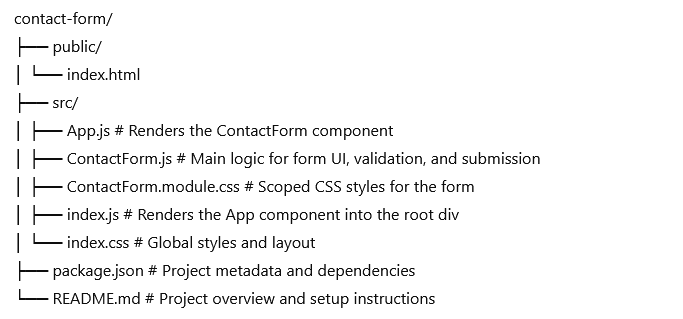 contact-form/
├── public/
│ └── index.html
├── src/
│ ├── App.js # Renders the ContactForm component
│ ├── ContactForm.js # Main logic for form UI, validation, and submission
│ ├── ContactForm.module.css # Scoped CSS styles for the form
│ ├── index.js # Renders the App component into the root div
│ └── index.css # Global styles and layout
├── package.json # Project metadata and dependencies
└── README.md # Project overview and setup instructions